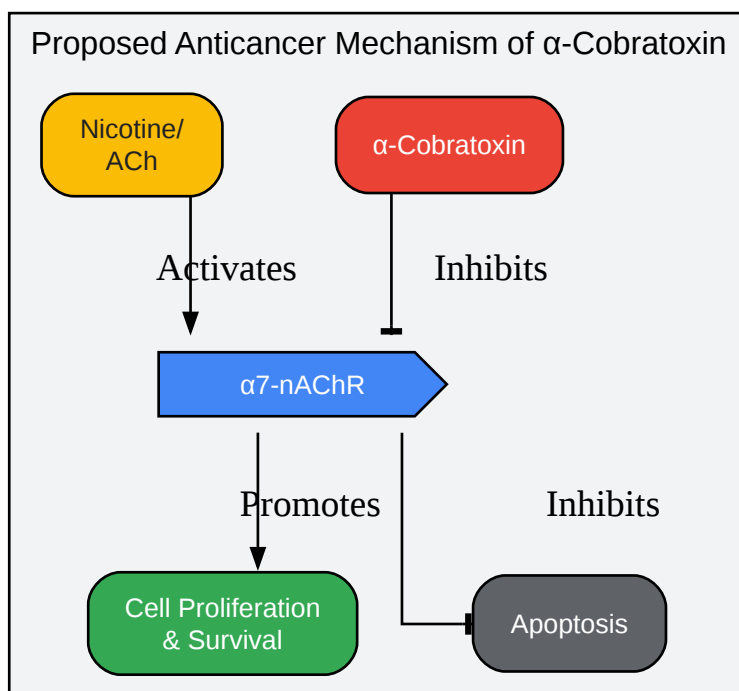 Proposed Anticancer Mechanism of α-Cobratoxin
Nicotine/
ACh
α-Cobratoxin
Activates
Inhibits
α7-nAChR
Promotes
Inhibits
Cell Proliferation
& Survival
Apoptosis